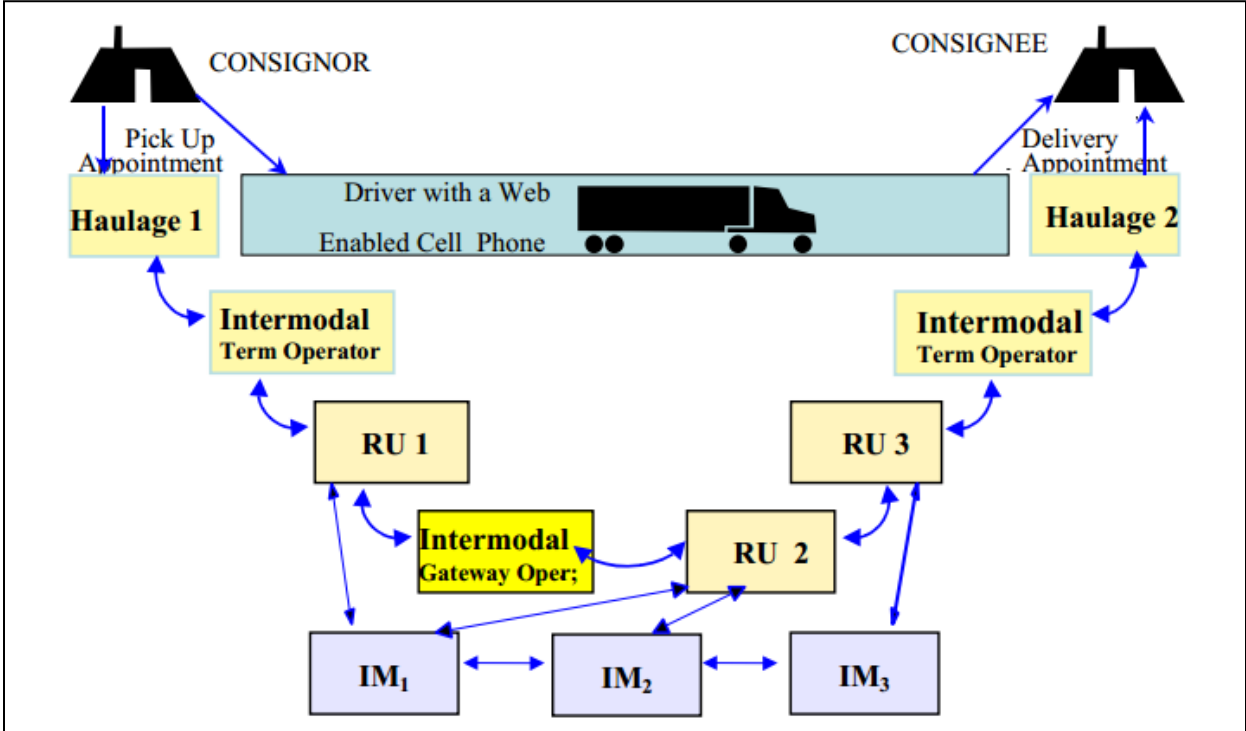 CONSIGNOR
CONSIGNEE
Pick Up
Appointment
Delivery
Appointment
Haulage 1
Driver with a Web
Enabled Cell Phone
Haulage 2
Intermodal
Term Operator
Intermodal
Term Operator
RU 1
RU 3
Intermodal
Gateway Oper;
RU 2
IM₁
IM₂
IM₃